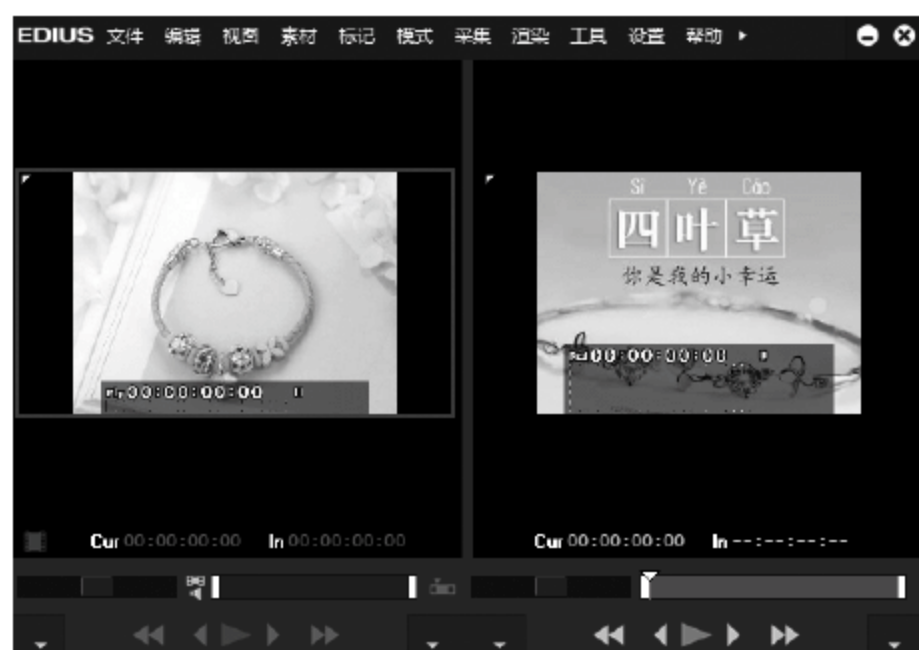 EDIUS 文件 编辑 视图 素材 标记 模式 采集 渲染 工具 设置 帮助
00:00:00:00
Sì Yè Cǎo
四叶草
你是我的小幸运
00:00:00:00
Cur 00:00:00:00 In 00:00:00:00
Cur 00:00:00:00 In --:--:--:--